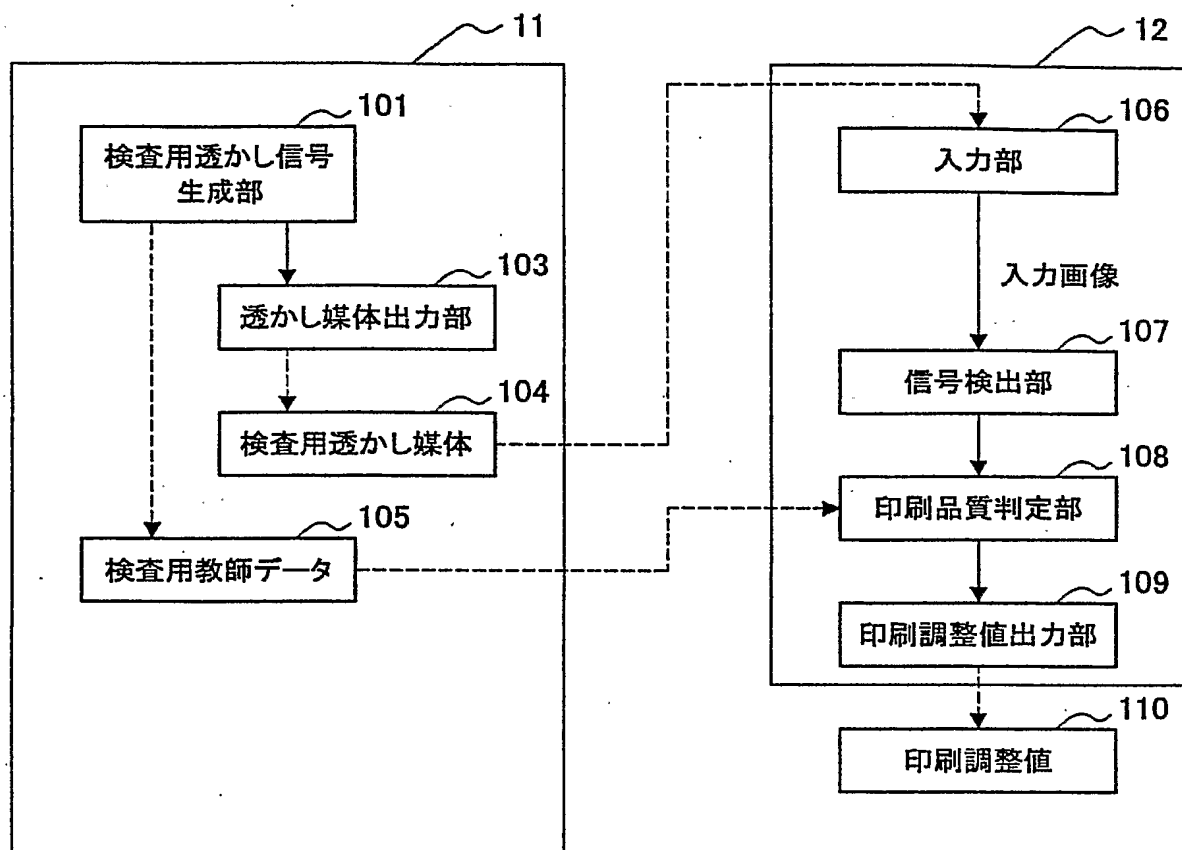 11
101
検査用透かし信号
生成部
103
透かし媒体出力部
104
検査用透かし媒体
105
検査用教師データ
12
106
入力部
入力画像
107
信号検出部
108
印刷品質判定部
109
印刷調整値出力部
110
印刷調整値